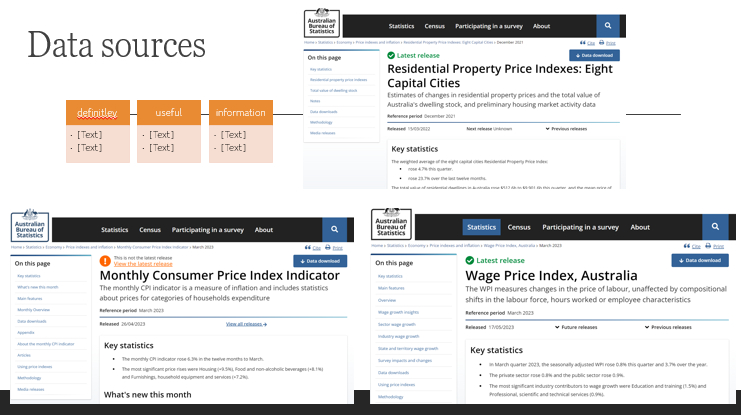 Data sources
definitley
useful
information
• [Text]
• [Text]
• [Text]
• [Text]
• [Text]
• [Text]
Australian
Bureau of
Statistics
Statistics
Census
Participating in a survey
About
Home > Statistics > Economy > Price Indexes and Inflation > Residential Property Price Indexes: Eight Capital Cities > December 2021
Cite
Print
On this page
Key statistics
Residential property price indexes
Total value of dwelling stock
Notes
Data downloads
Methodology
Media releases
Latest release
Data download
Residential Property Price Indexes: Eight
Capital Cities
Estimates of changes in residential property prices and the total value of
Australia's dwelling stock, and preliminary housing market activity data
Reference period December 2021
Released 15/03/2022
Next release Unknown
Previous releases
Key statistics
The weighted average of the eight capital cities Residential Property Price Index:
• rose 4.7% this quarter.
• rose 23.7% over the last twelve months.
Australian
Bureau of
Statistics
Statistics
Census
Participating in a survey
About
Home > Statistics > Economy > Price Indexes and Inflation > Monthly Consumer Price Index Indicator > March 2023
Cite
Print
On this page
Key statistics
What's new this month
Main features
Monthly Overview
Data downloads
Appendix
About the monthly CPI indicator
Articles
Using price indexes
Methodology
Media releases
This is not the latest release
View the latest release
Data download
Monthly Consumer Price Index Indicator
The monthly CPI indicator is a measure of inflation and includes statistics
about prices for categories of households expenditure
Reference period March 2023
Released 26/04/2023
View all releases
Key statistics
• The monthly CPI indicator rose 6.3% in the twelve months to March.
• The most significant price rises were Housing (+9.5%), Food and non-alcoholic beverages (+8.1%)
and Furnishings, household equipment and services (+7.2%).
What's new this month
Australian
Bureau of
Statistics
Statistics
Census
Participating in a survey
About
Home > Statistics > Economy > Price Indexes and Inflation > Wage Price Index, Australia > March 2023
Cite
Print
On this page
Key statistics
Main features
Overview
Wage growth insights
Sector wage growth
Industry wage growth
State and territory wage growth
Survey impacts and changes
Data downloads
Using price indexes
Methodology
Latest release
Data download
Wage Price Index, Australia
The WPI measures changes in the price of labour, unaffected by compositional
shifts in the labour force, hours worked or employee characteristics
Reference period March 2023
Released 17/05/2023
Future releases
Previous releases
Key statistics
• In March quarter 2023, the seasonally adjusted WPI rose 0.8% this quarter and 3.7% over the year.
• The private sector rose 0.8% and the public sector rose 0.9%.
• The most significant industry contributors to wage growth were Education and training (1.5%) and
Professional, scientific and technical services (0.9%).